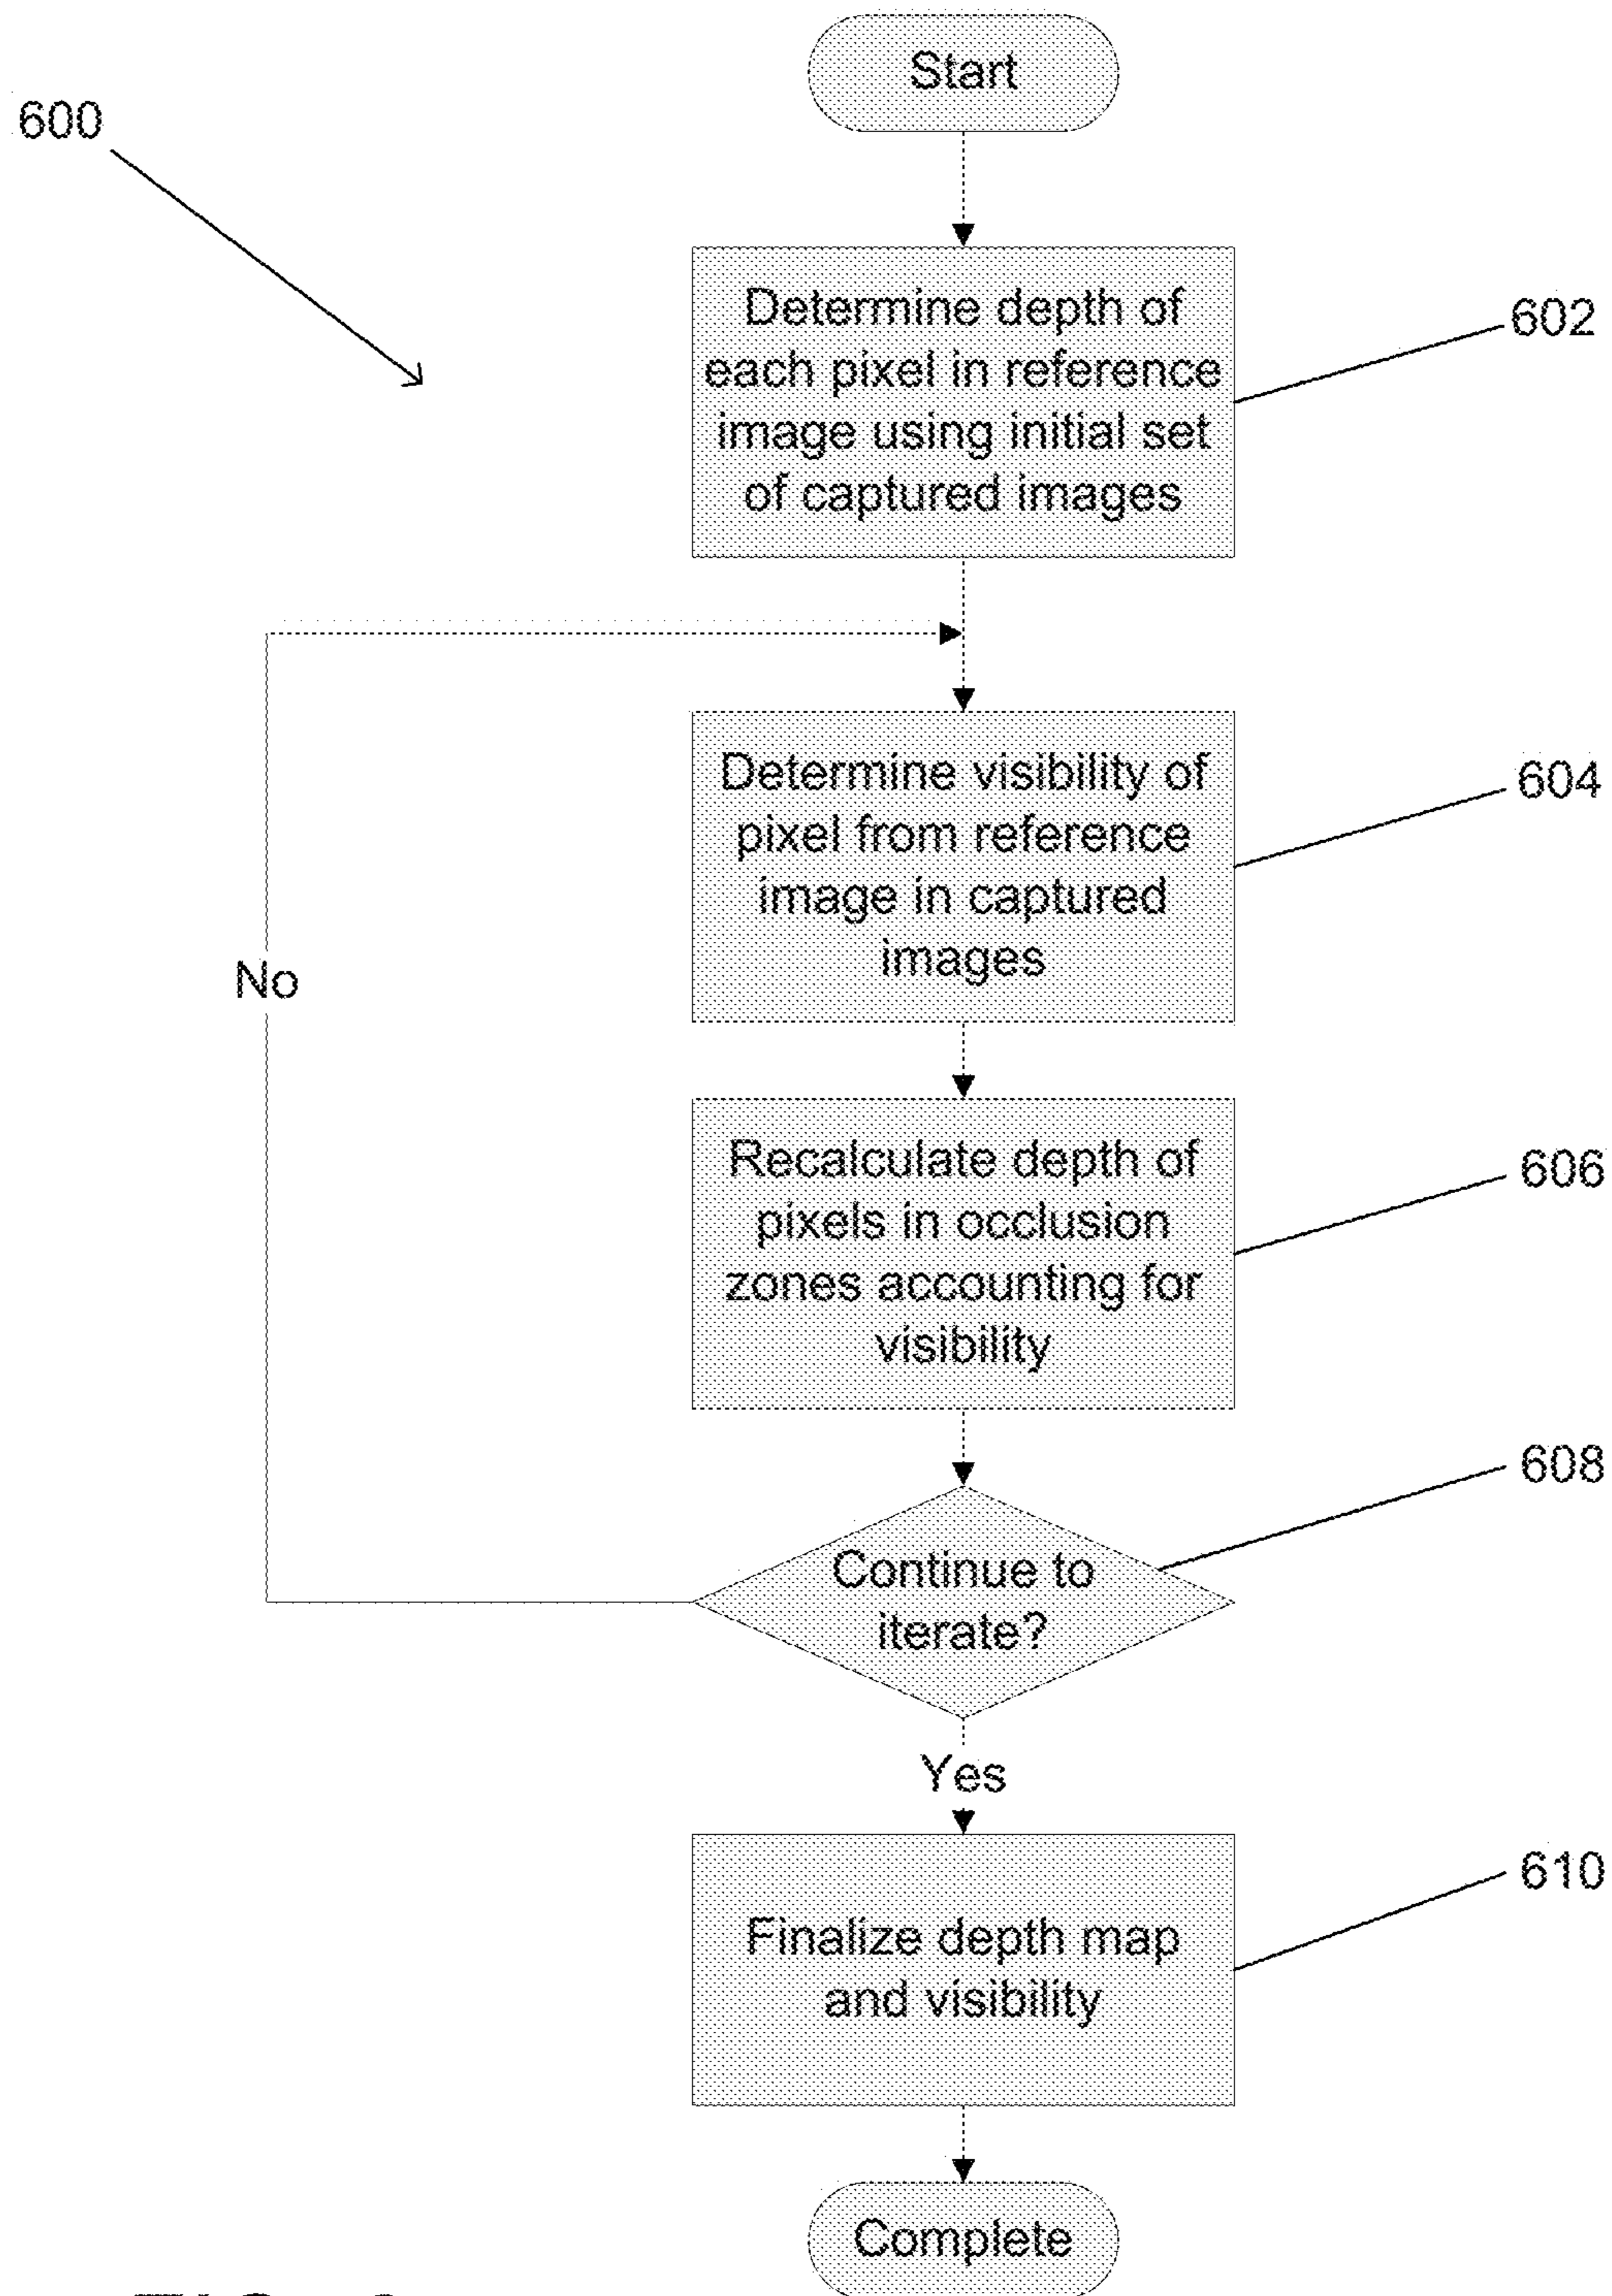 Start
600
Determine depth of
each pixel in reference
image using initial set
of captured images
602
Determine visibility of
pixel from reference
image in captured
images
604
No
Recalculate depth of
pixels in occlusion
zones accounting for
visibility
606
608
Continue to
iterate?
Yes
610
Finalize depth map
and visibility
Complete